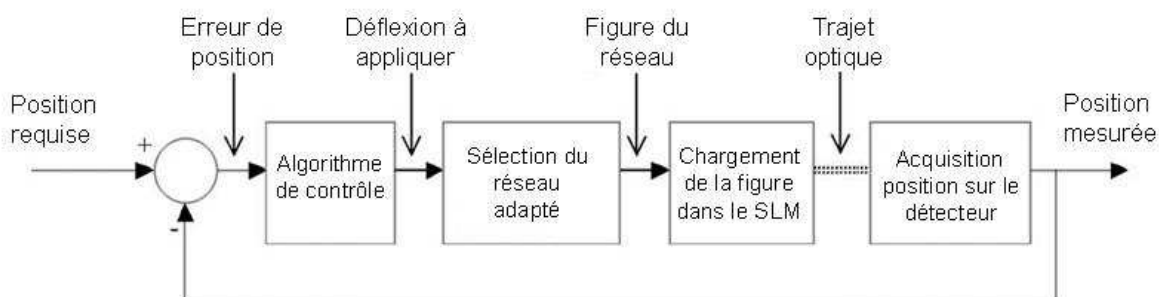 Erreur de
position
Déflexion à
appliquer
Figure du
réseau
Trajet
optique
Position
requise
Position
mesurée
+
-
Algorithme
de contrôle
Sélection du
réseau
adapté
Chargement
de la figure
dans le SLM
Acquisition
position sur le
détecteur